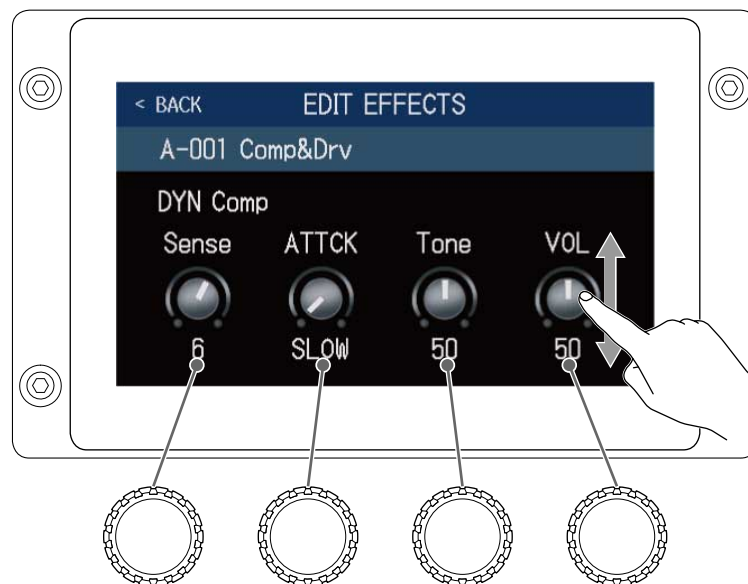 < BACK EDIT EFFECTS
A-001 Comp&Drv
DYN Comp
Sense ATTCK Tone VOL
6 SLOW 50 50